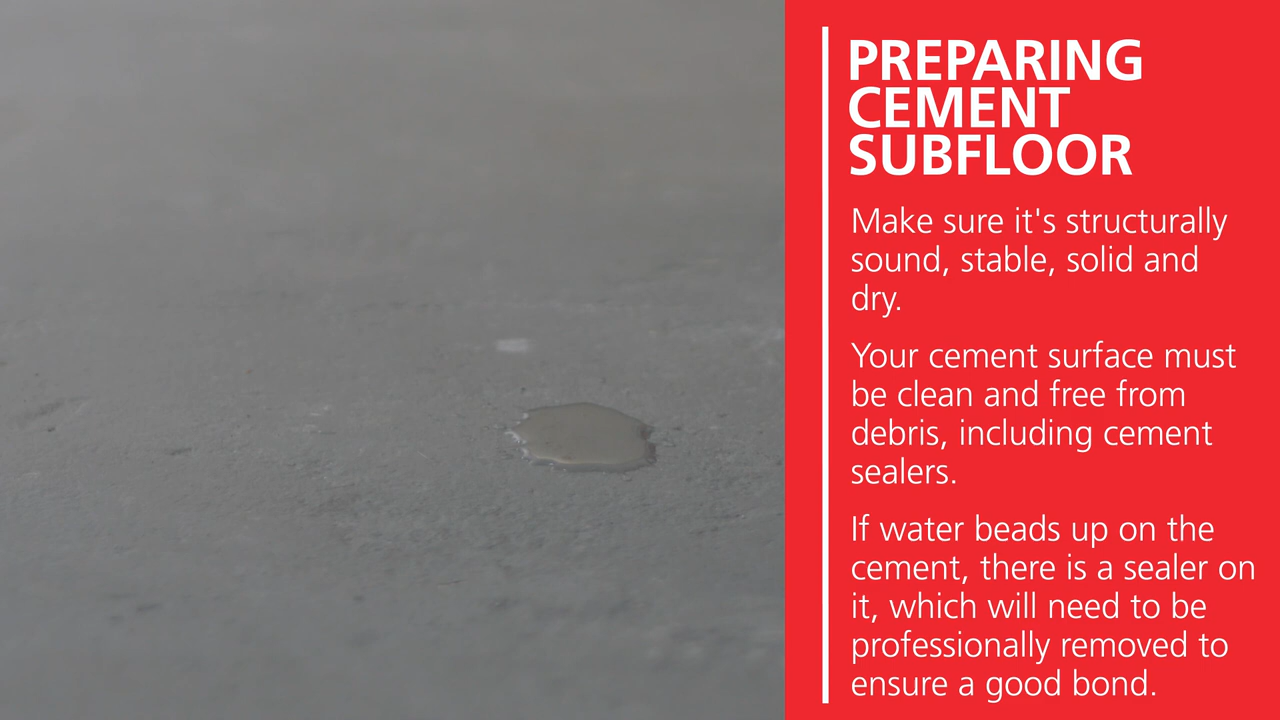 PREPARING
CEMENT
SUBFLOOR
Make sure it's structurally
sound, stable, solid and
dry.
Your cement surface must
be clean and free from
debris, including cement
sealers.
If water beads up on the
cement, there is a sealer on
it, which will need to be
professionally removed to
ensure a good bond.